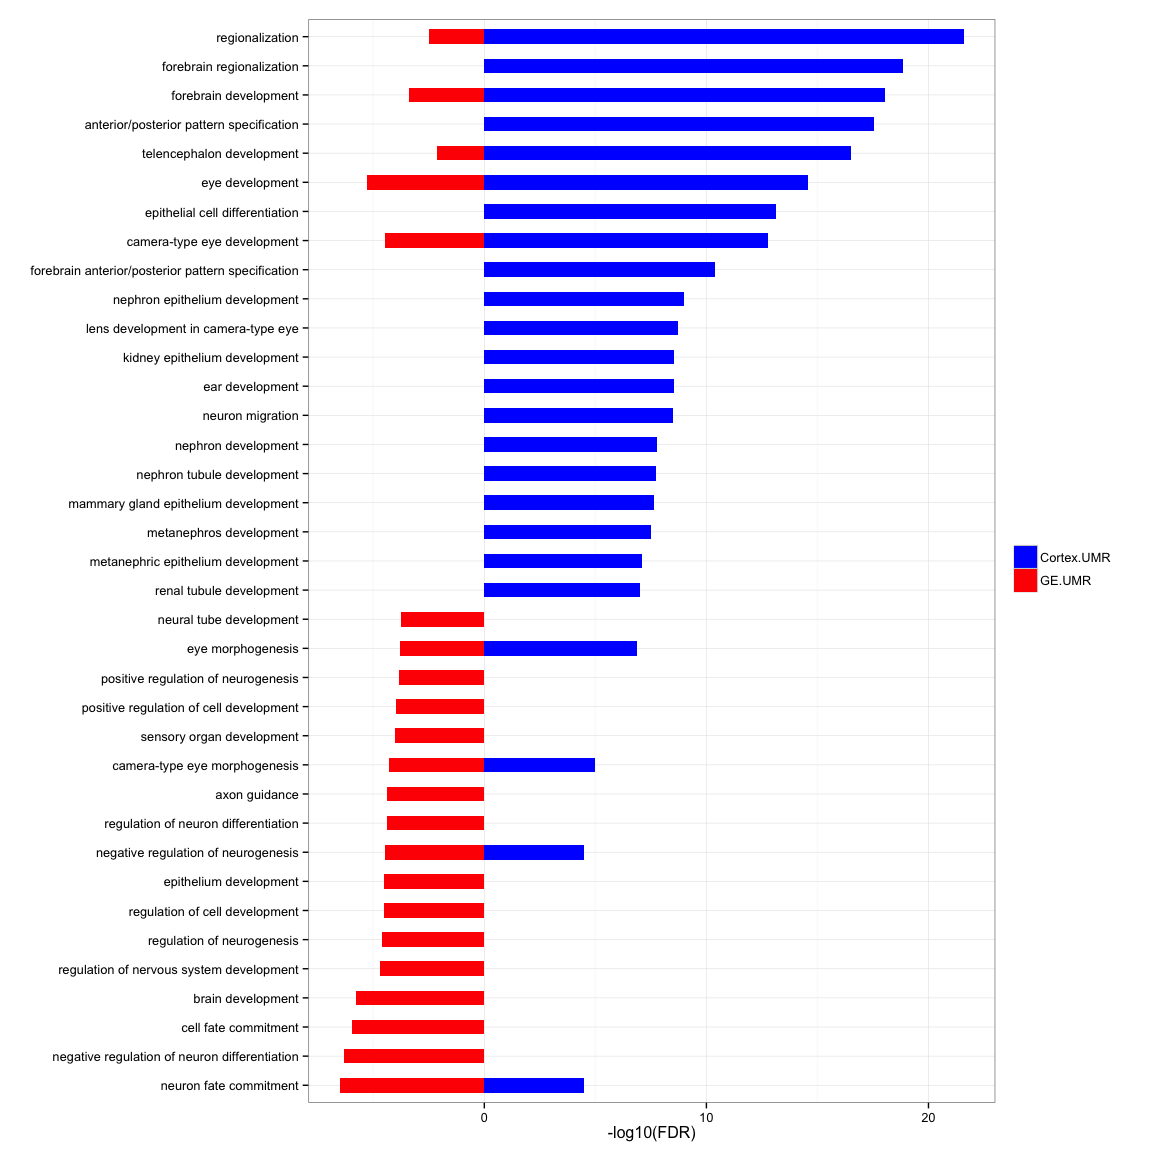 regionalization
forebrain regionalization
forebrain development
anterior/posterior pattern specification
telencephalon development
eye development
epithelial cell differentiation
camera-type eye development
forebrain anterior/posterior pattern specification
nephron epithelium development
lens development in camera-type eye
kidney epithelium development
ear development
neuron migration
nephron development
nephron tubule development
mammary gland epithelium development
metanephros development
metanephric epithelium development
renal tubule development
neural tube development
eye morphogenesis
positive regulation of neurogenesis
positive regulation of cell development
sensory organ development
camera-type eye morphogenesis
axon guidance
regulation of neuron differentiation
negative regulation of neurogenesis
epithelium development
regulation of cell development
regulation of neurogenesis
regulation of nervous system development
brain development
cell fate commitment
negative regulation of neuron differentiation
neuron fate commitment
0 10 20
-log10(FDR)
Cortex.UMR
GE.UMR